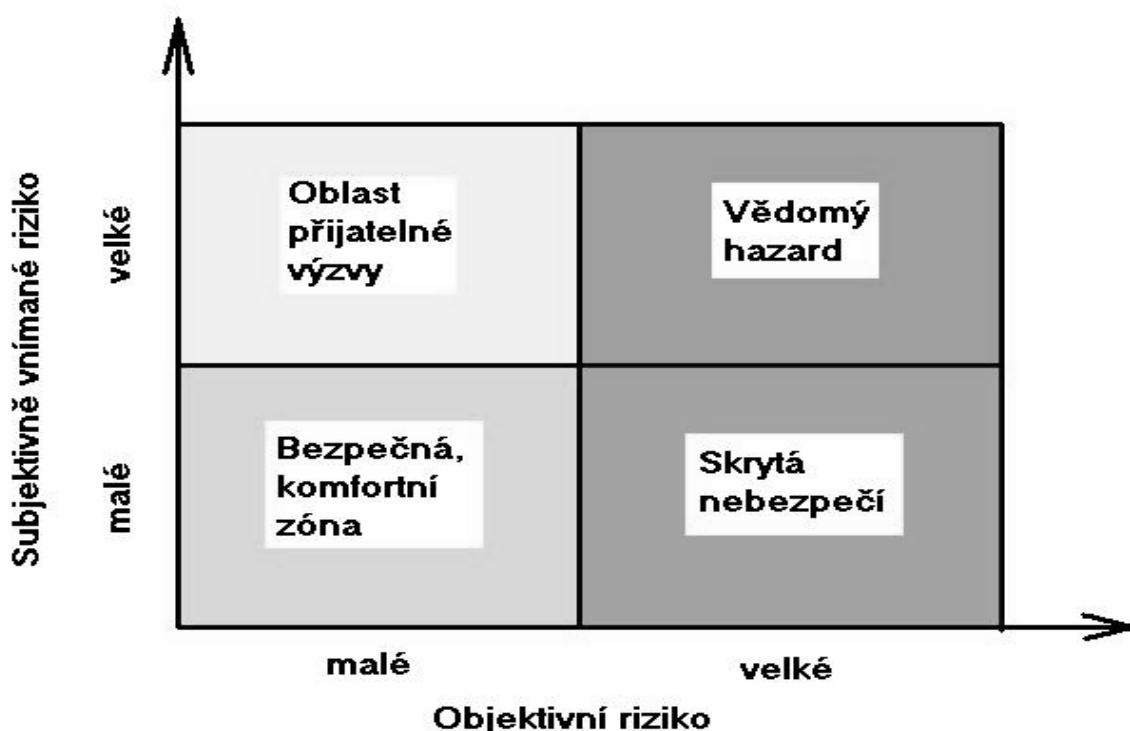 Subjektivně vnímané riziko
velké
malé
Oblast
přijatelné
výzvy
Vědomý
hazard
Bezpečná,
komfortní
zóna
Skrytá
nebezpečí
malé
velké
Objektivní riziko